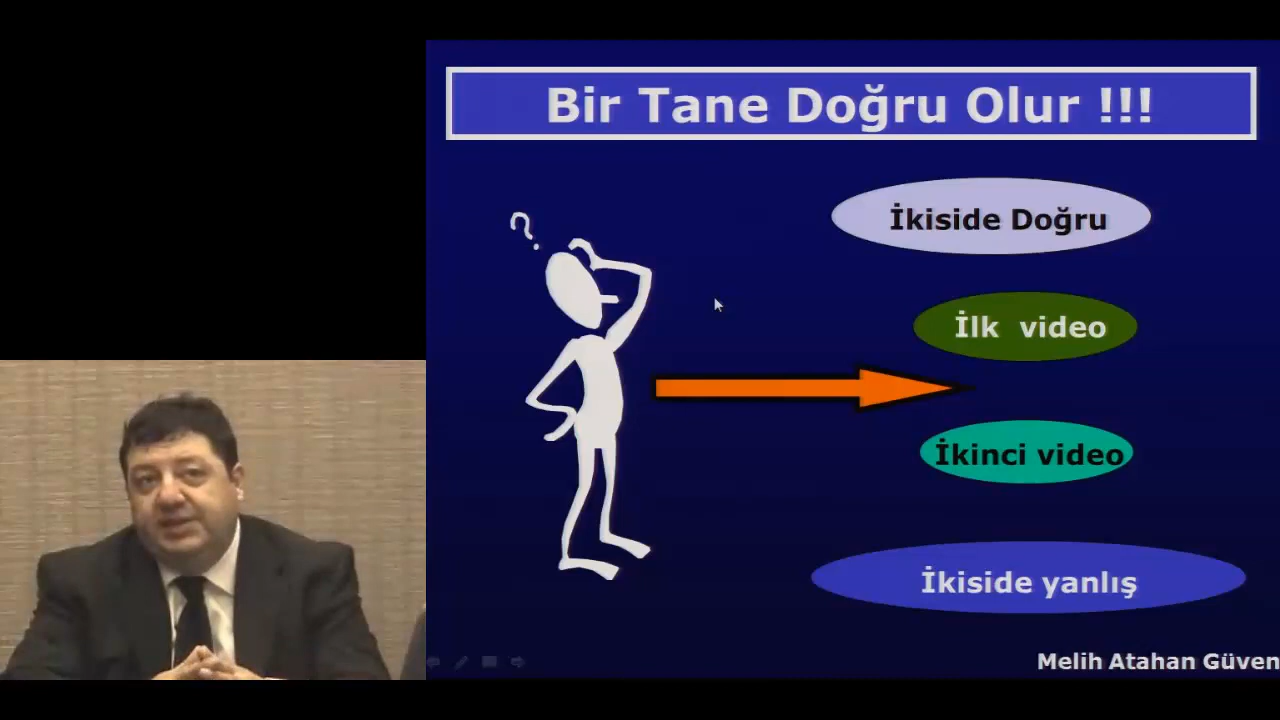 Bir Tane Doğru Olur !!!
?
İkiside Doğru
İlk video
İkinci video
İkiside yanlış
Melih Atahan Güven